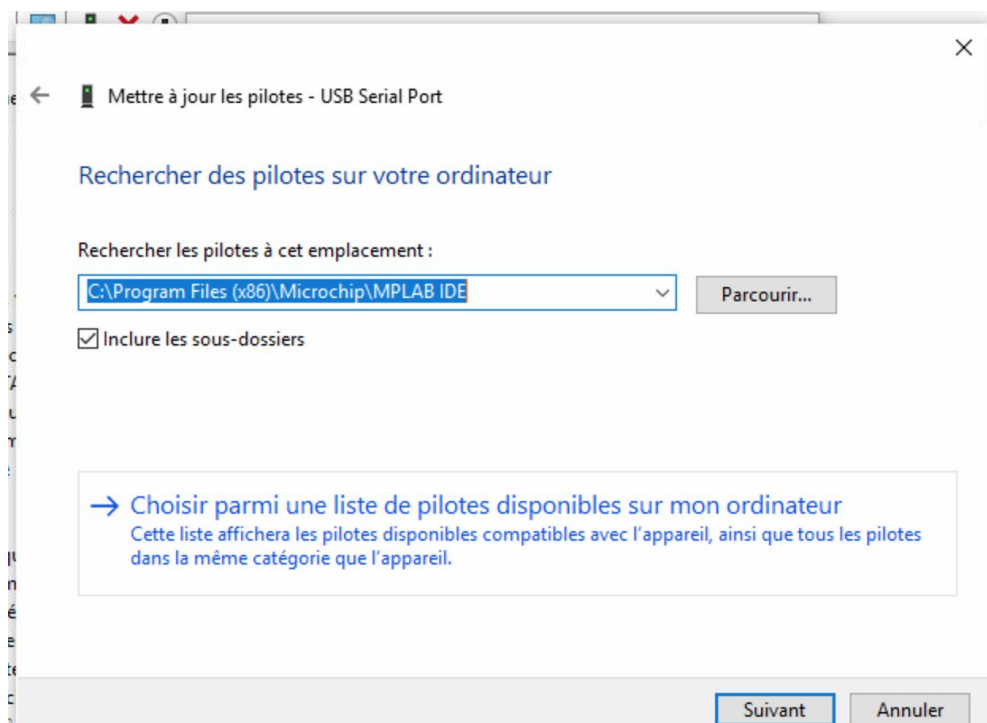 Mettre à jour les pilotes - USB Serial Port
Rechercher des pilotes sur votre ordinateur
Rechercher les pilotes à cet emplacement :
C:\Program Files (x86)\Microchip\MPLAB IDE
Parcourir...
Inclure les sous-dossiers
Choisir parmi une liste de pilotes disponibles sur mon ordinateur
Cette liste affichera les pilotes disponibles compatibles avec l'appareil, ainsi que tous les pilotes
dans la même catégorie que l'appareil.
Suivant
Annuler